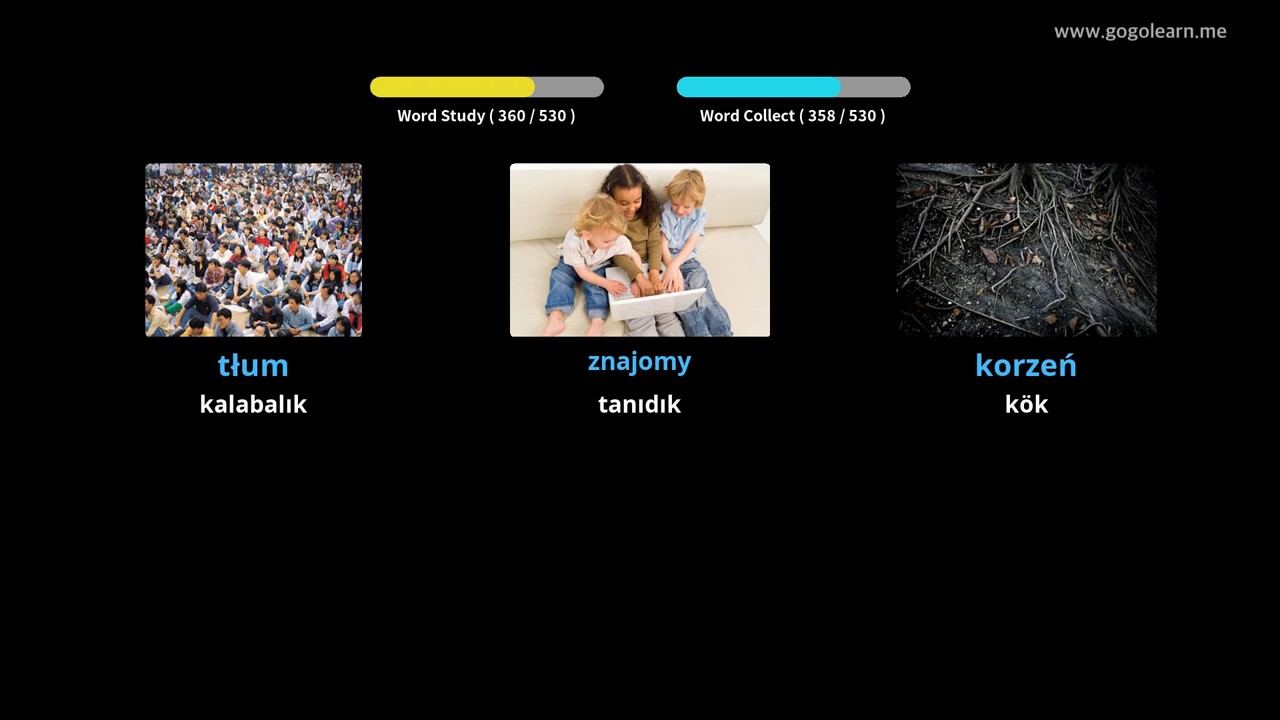 www.gogolearn.me
Word Study ( 360 / 530 )
Word Collect ( 358 / 530 )
tłum
znajomy
korzeń
kalabalık
tanıdık
kök